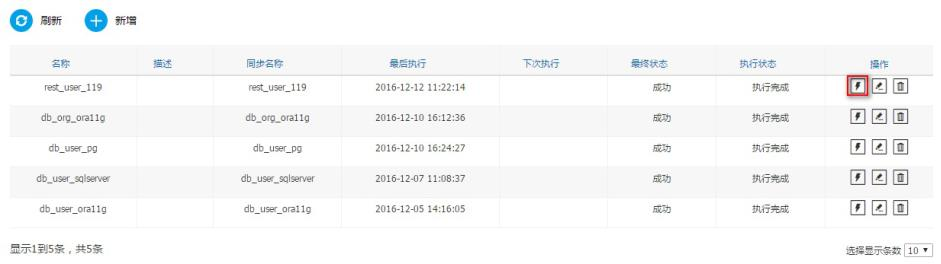 刷新 新增
名称 描述 同步名称 最后执行 下次执行 最终状态 执行状态 操作
rest_user_119 rest_user_119 2016-12-12 11:22:14 成功 执行完成
db_org_ora11g db_org_ora11g 2016-12-10 16:12:36 成功 执行完成
db_user_pg db_user_pg 2016-12-10 16:24:27 成功 执行完成
db_user_sqlserver db_user_sqlserver 2016-12-07 11:08:37 成功 执行完成
db_user_ora11g db_user_ora11g 2016-12-05 14:16:05 成功 执行完成
显示1到5条，共5条 选择显示条数 10